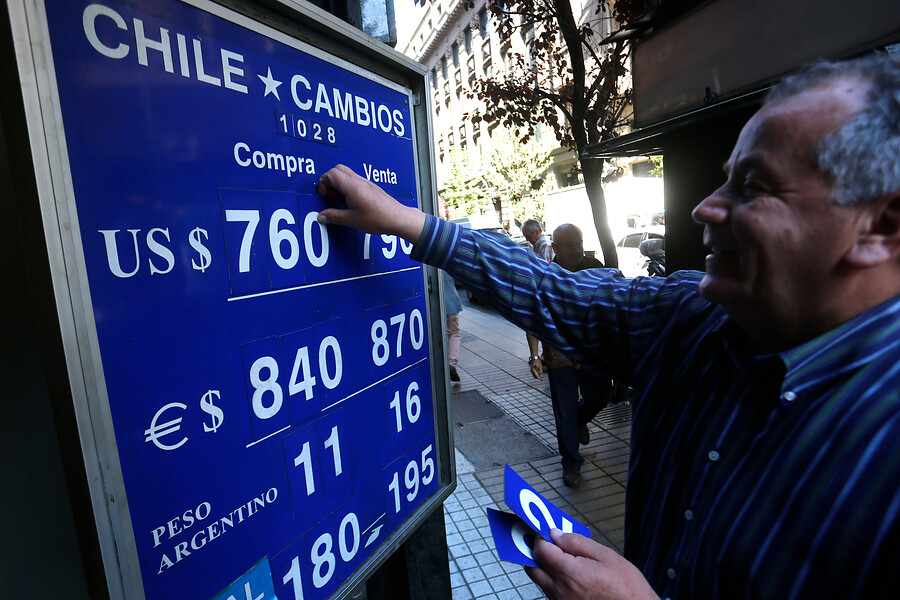 CHILE ★ CAMBIOS
1028
Compra Venta
US$ 760 790
€$ 840 870
PESO ARGENTINO 11 16
180 195